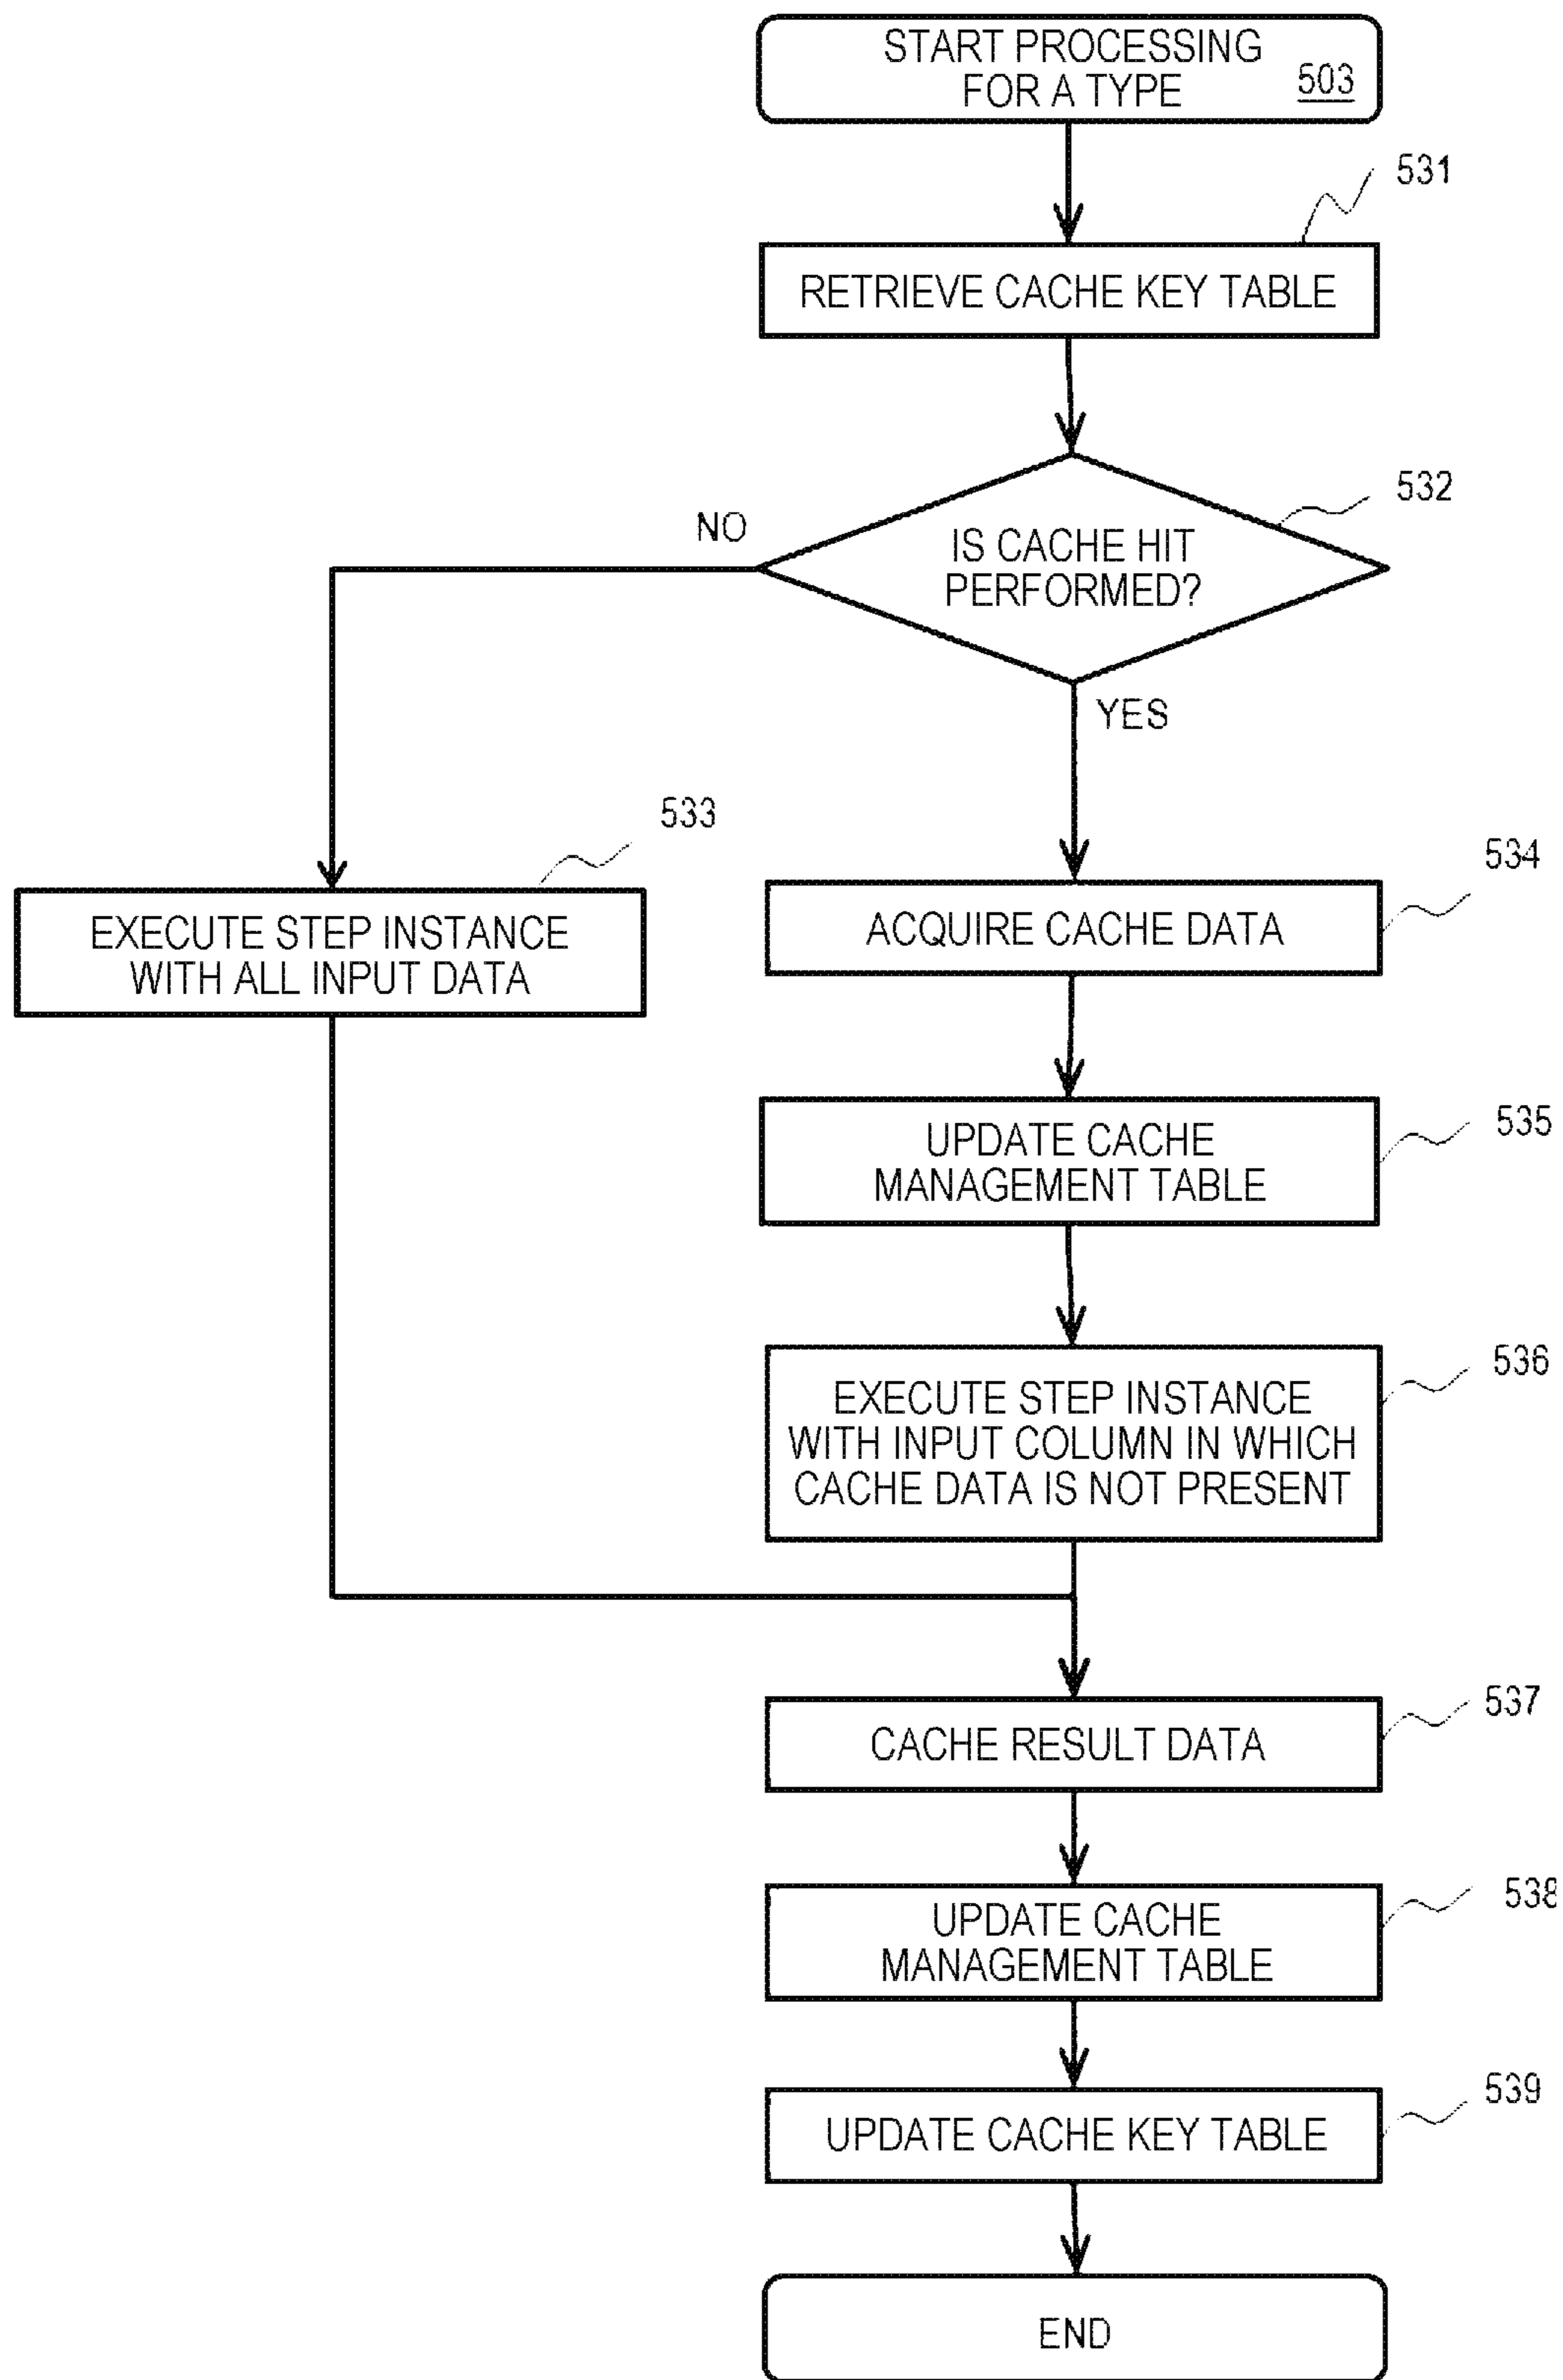 START PROCESSING
FOR A TYPE
503
531
RETRIEVE CACHE KEY TABLE
532
NO
IS CACHE HIT
PERFORMED?
YES
533
534
EXECUTE STEP INSTANCE
WITH ALL INPUT DATA
ACQUIRE CACHE DATA
535
UPDATE CACHE
MANAGEMENT TABLE
536
EXECUTE STEP INSTANCE
WITH INPUT COLUMN IN WHICH
CACHE DATA IS NOT PRESENT
537
CACHE RESULT DATA
538
UPDATE CACHE
MANAGEMENT TABLE
539
UPDATE CACHE KEY TABLE
END